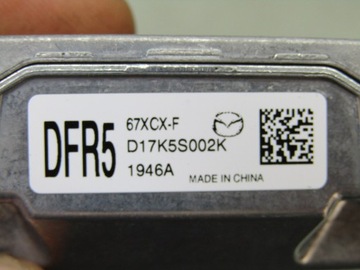 DFR5
67XCX-F
D17K5S002K
1946A
MADE IN CHINA